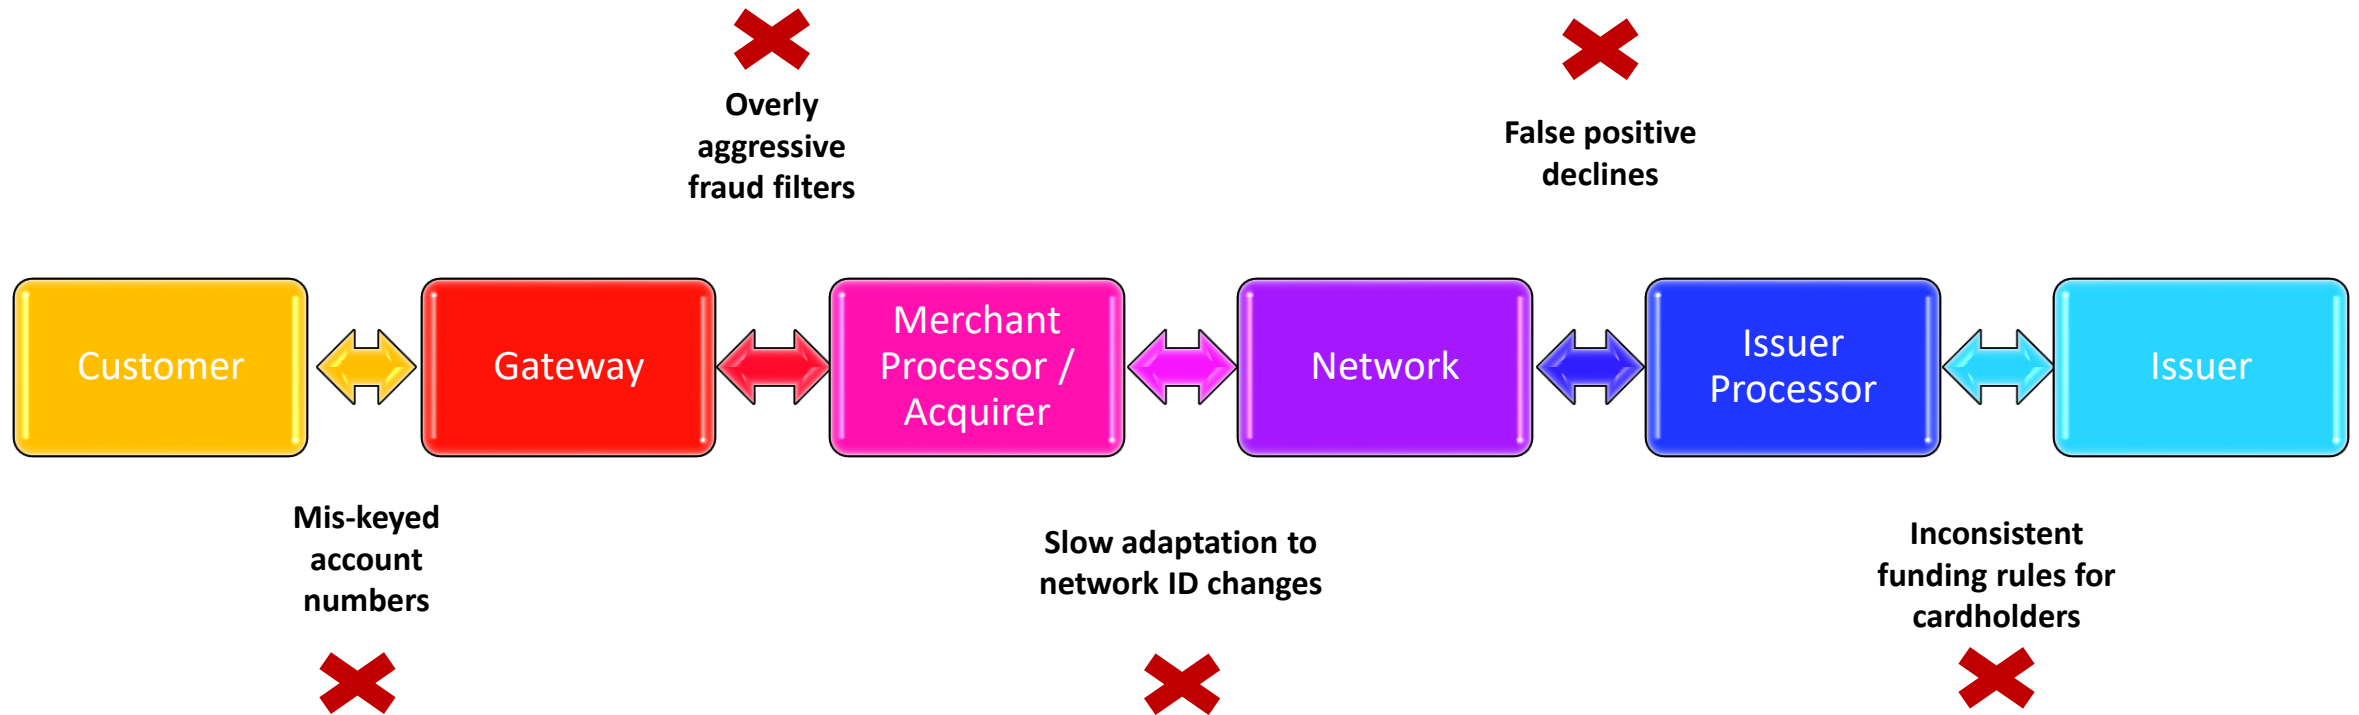 Overly
aggressive
fraud filters
False positive
declines
Customer
Gateway
Merchant
Processor /
Acquirer
Network
Issuer
Processor
Issuer
Mis-keyed
account
numbers
Slow adaptation to
network ID changes
Inconsistent
funding rules for
cardholders